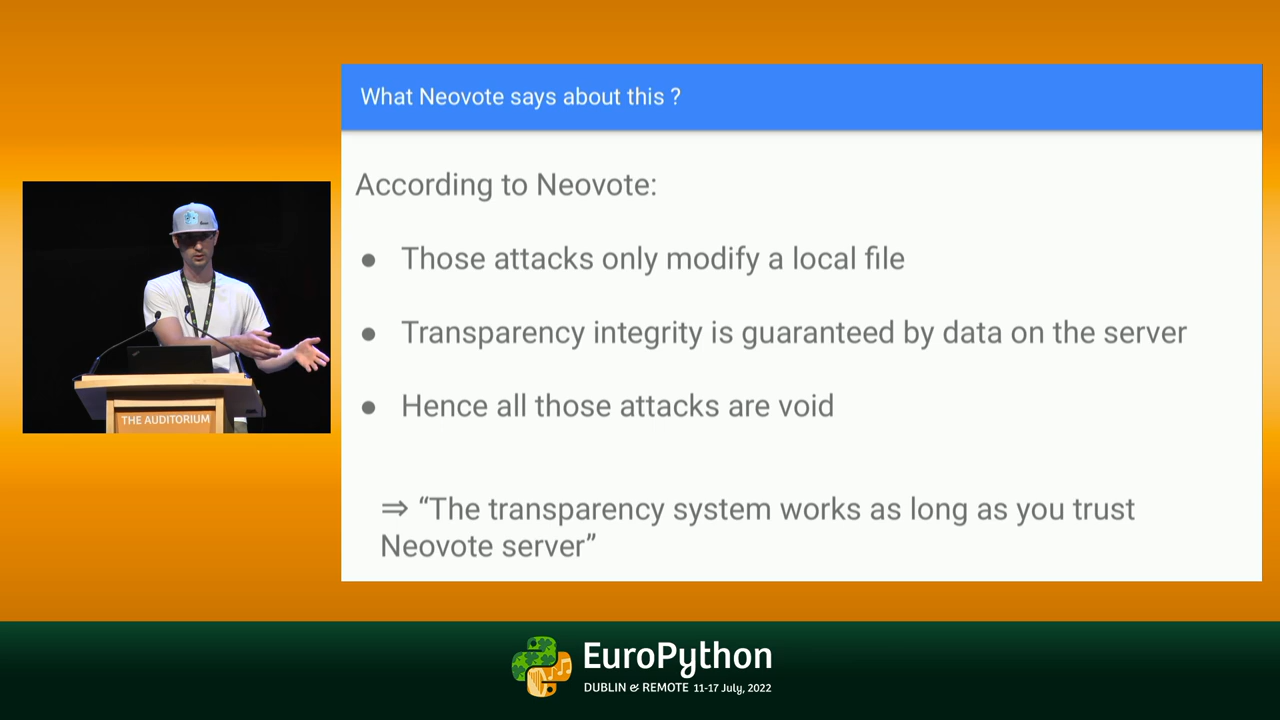 What Neovote says about this ?
According to Neovote:
● Those attacks only modify a local file
● Transparency integrity is guaranteed by data on the server
● Hence all those attacks are void
⇒ “The transparency system works as long as you trust
Neovote server”
THE AUDITORIUM
EuroPython
DUBLIN & REMOTE 11-17 July, 2022